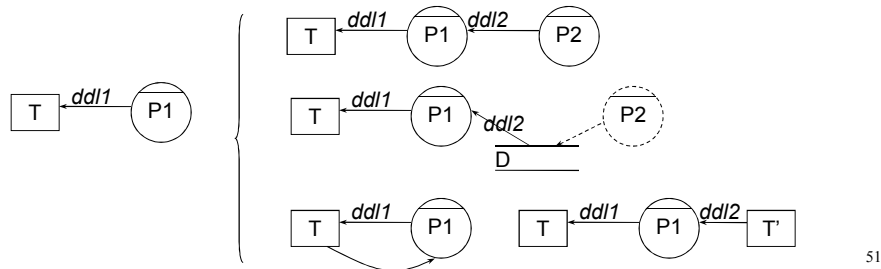 ddl1 ddl2
T P1 P2
ddl1
T P1
ddl1
T P1 ddl2 P2
D
ddl1 ddl1 ddl2
T P1 T P1 T'
51